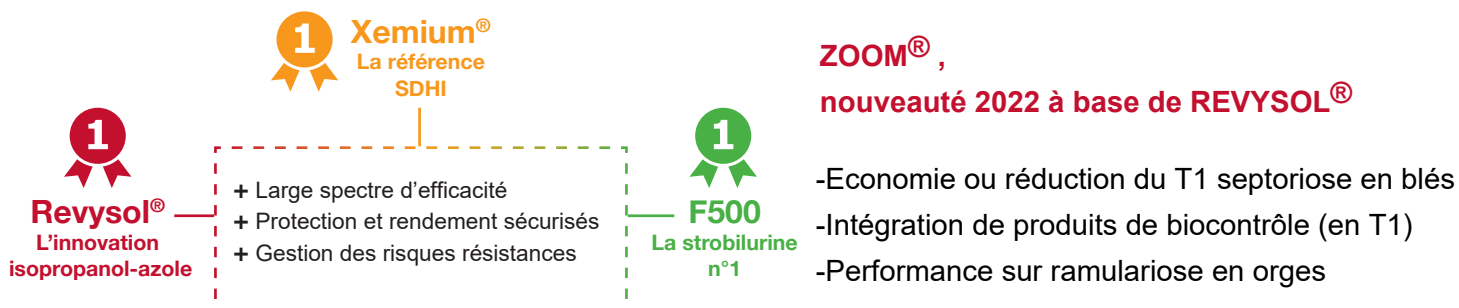 1
Xemium®
La référence
SDHI
1
Revysol®
L'innovation
isopropanol-azole
+ Large spectre d'efficacité
+ Protection et rendement sécurisés
+ Gestion des risques résistances
1
F500
La strobilurine
n°1
ZOOM® ,
nouveauté 2022 à base de REVYSOL®
-Economie ou réduction du T1 septoriose en blés
-Intégration de produits de biocontrôle (en T1)
-Performance sur ramulariose en orges